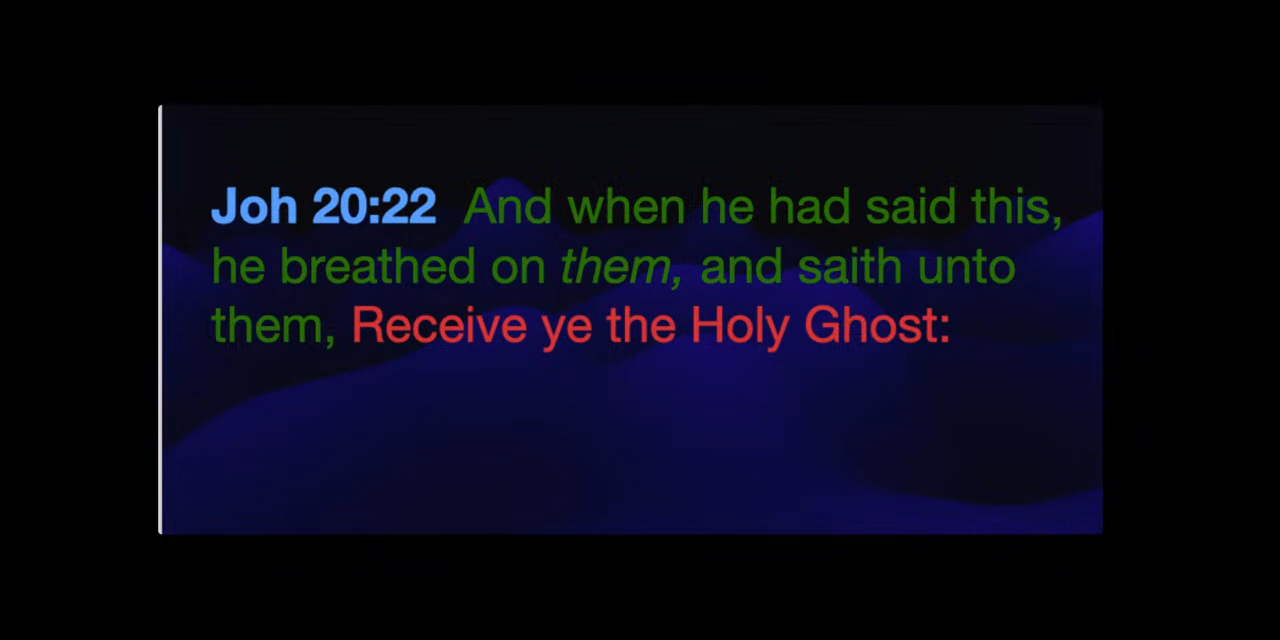 Joh 20:22 And when he had said this,
he breathed on them, and saith unto
them, Receive ye the Holy Ghost: